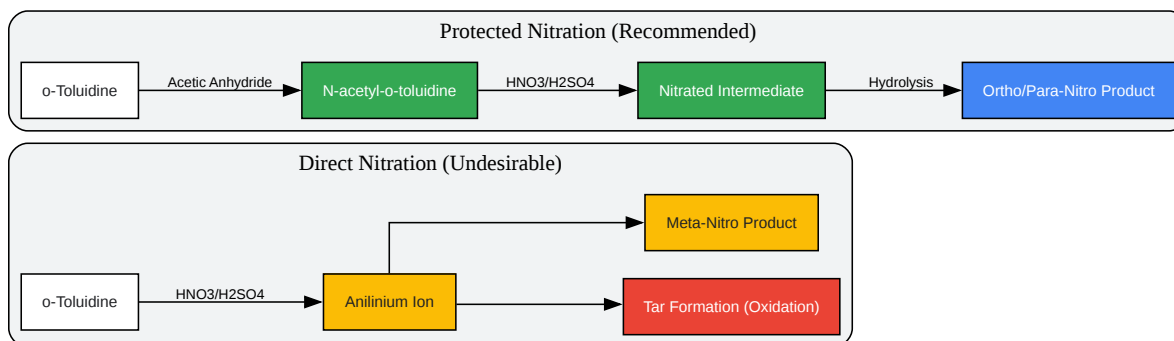 Protected Nitration (Recommended)
o-Toluidine
Acetic Anhydride
N-acetyl-o-toluidine
HNO3/H2SO4
Nitrated Intermediate
Hydrolysis
Ortho/Para-Nitro Product
Direct Nitration (Undesirable)
Meta-Nitro Product
o-Toluidine
HNO3/H2SO4
Anilinium Ion
Tar Formation (Oxidation)